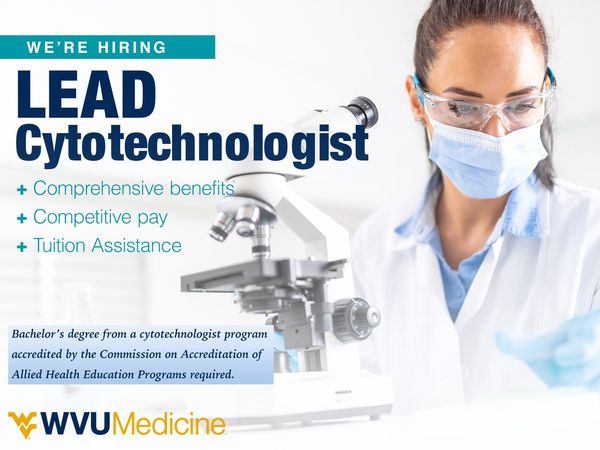 WE'RE HIRING
LEAD
Cytotechnologist
+ Comprehensive benefits
+ Competitive pay
+ Tuition Assistance
Bachelor's degree from a cytotechnologist program
accredited by the Commission on Accreditation of
Allied Health Education Programs required.
WVUMedicine